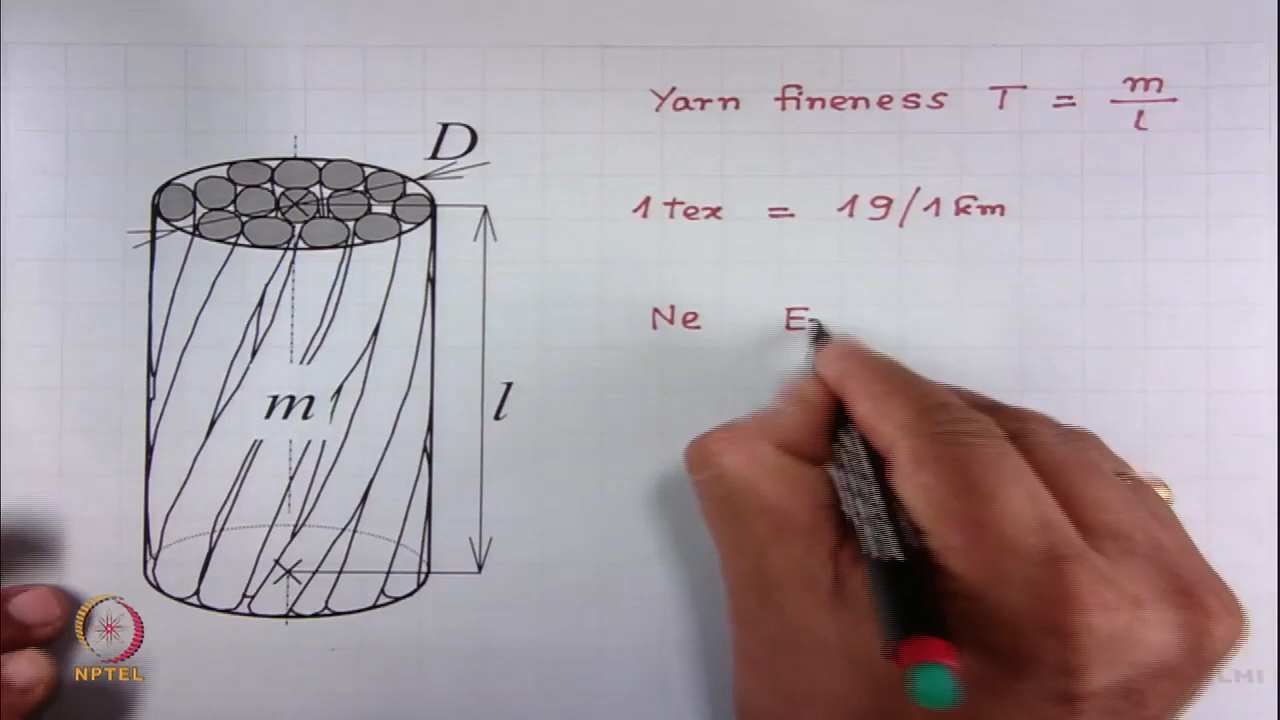 Yarn fineness T = m/l
D
1 tex = 1g/1km
Ne E
m
l
NPTEL